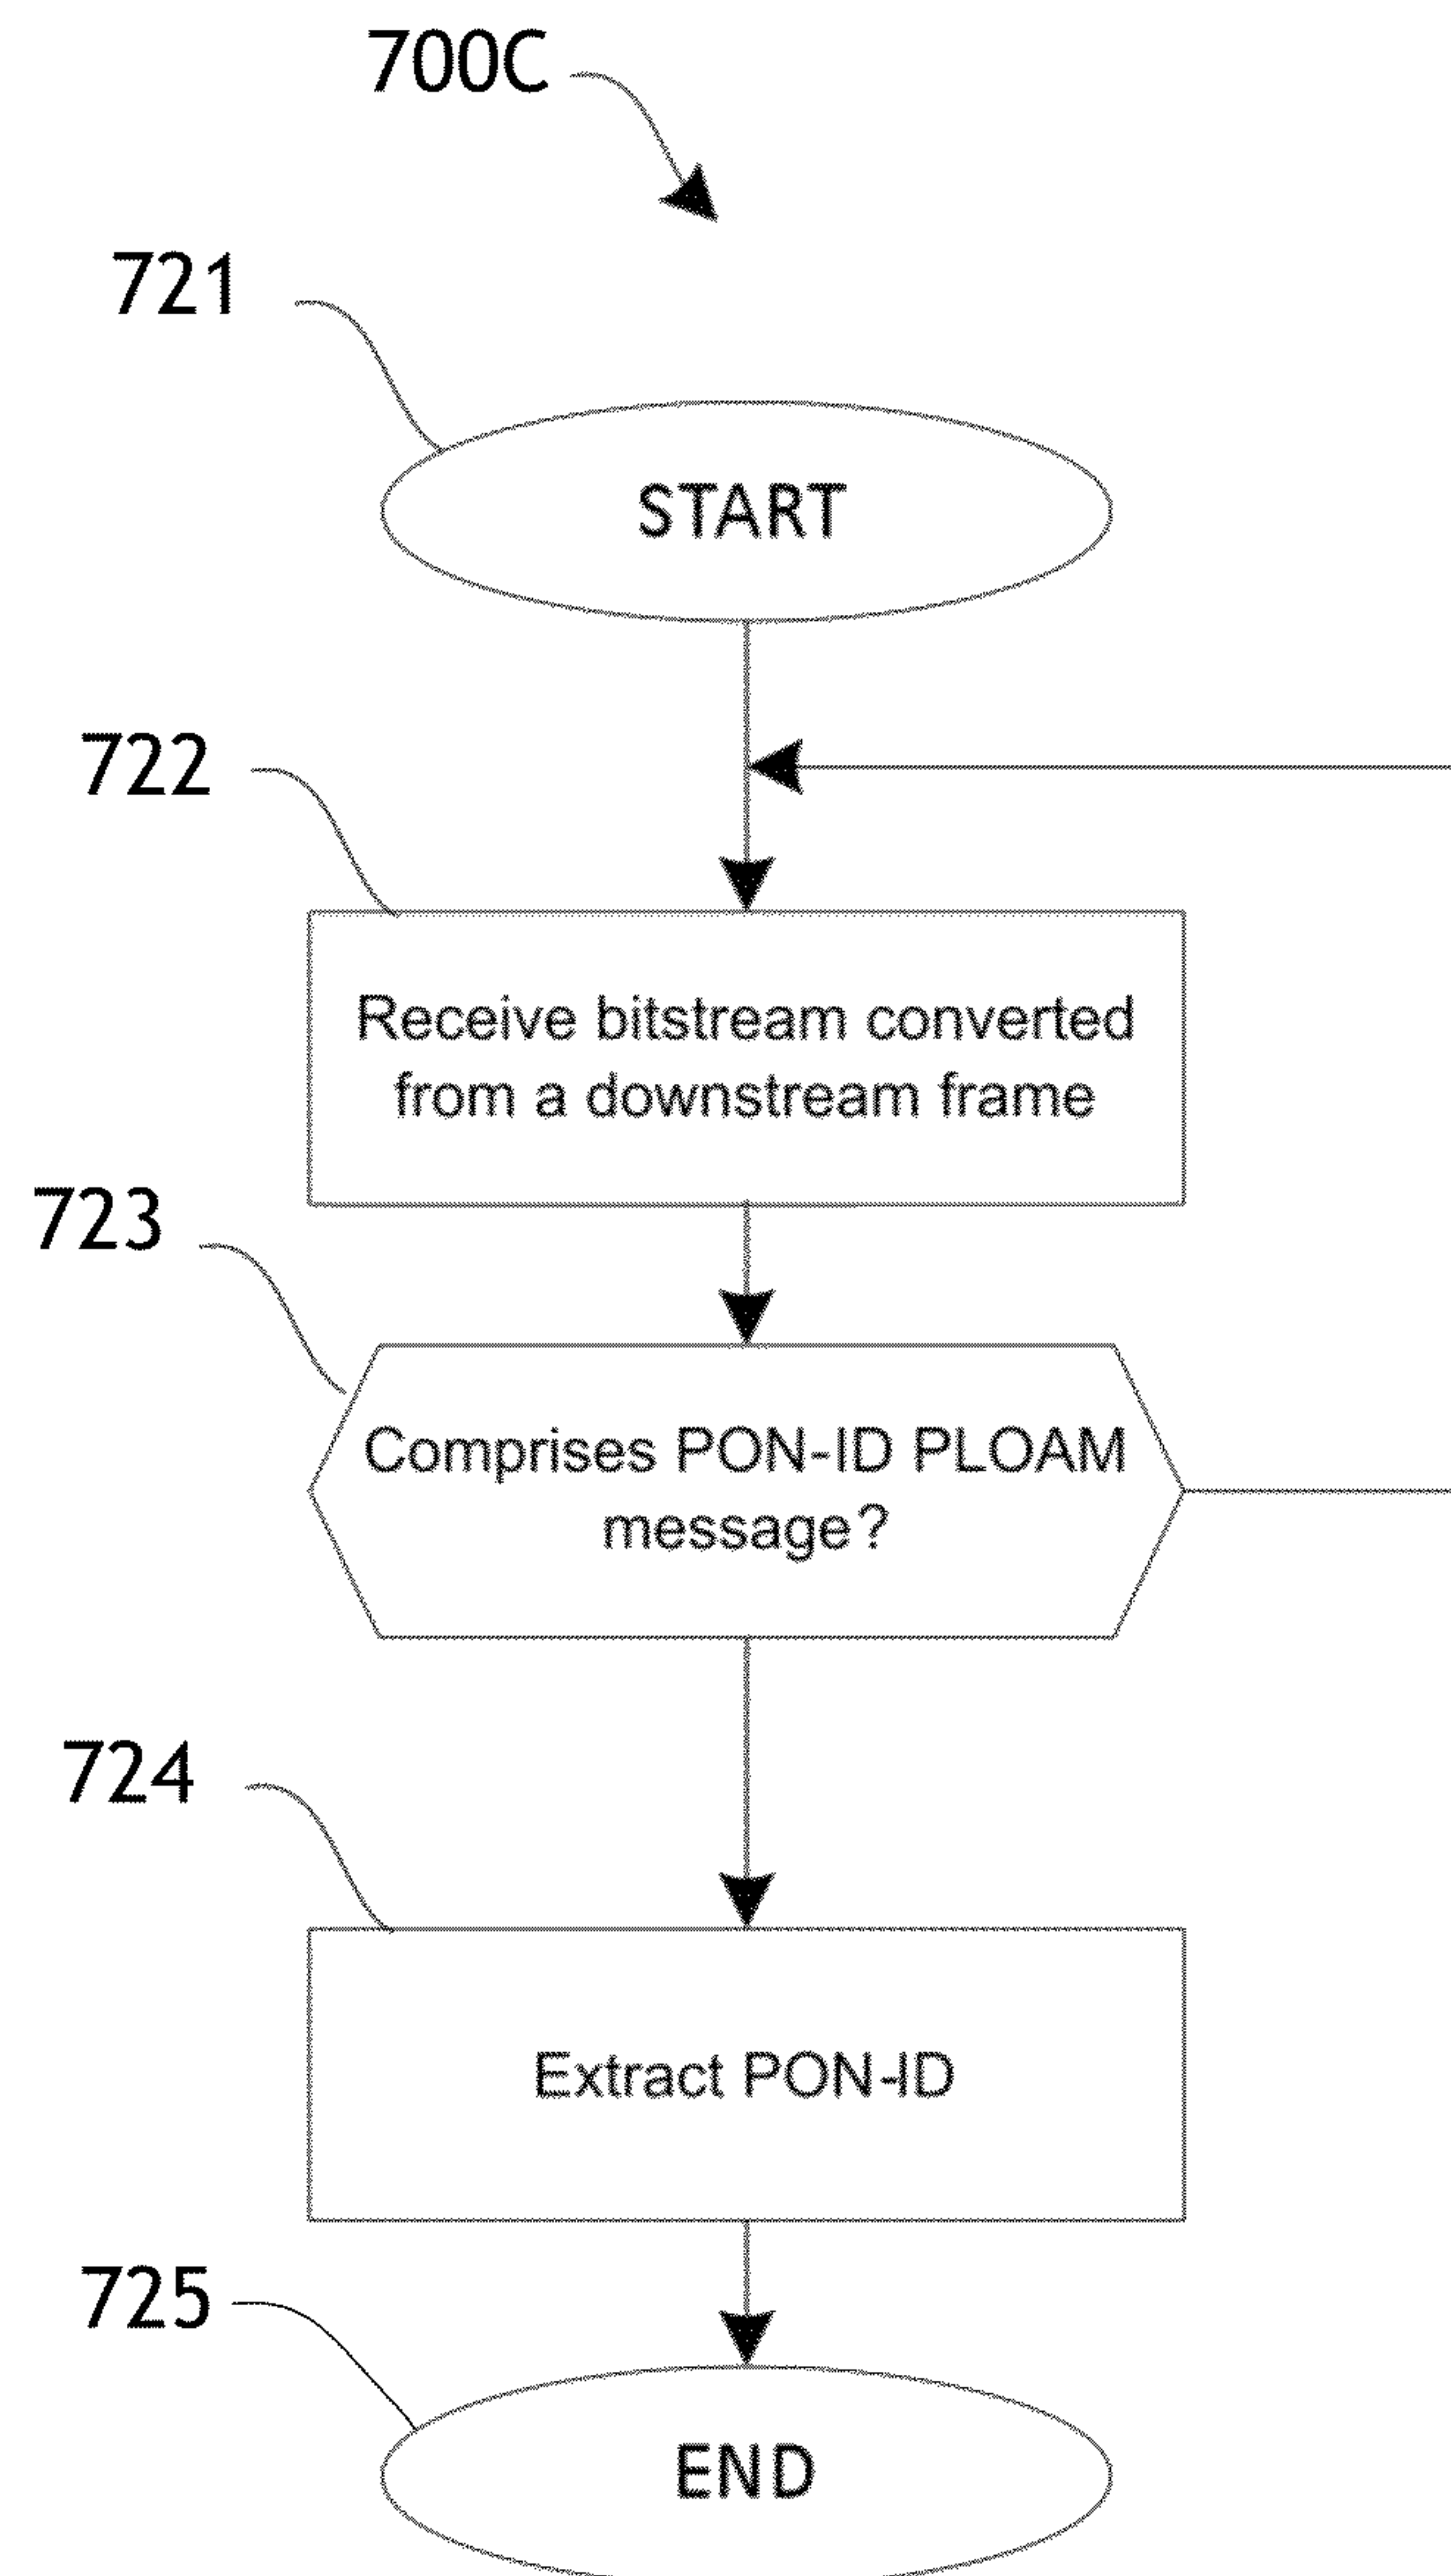 700C
721
START
722
Receive bitstream converted
from a downstream frame
723
Comprises PON-ID PLOAM
message?
724
Extract PON-ID
725
END